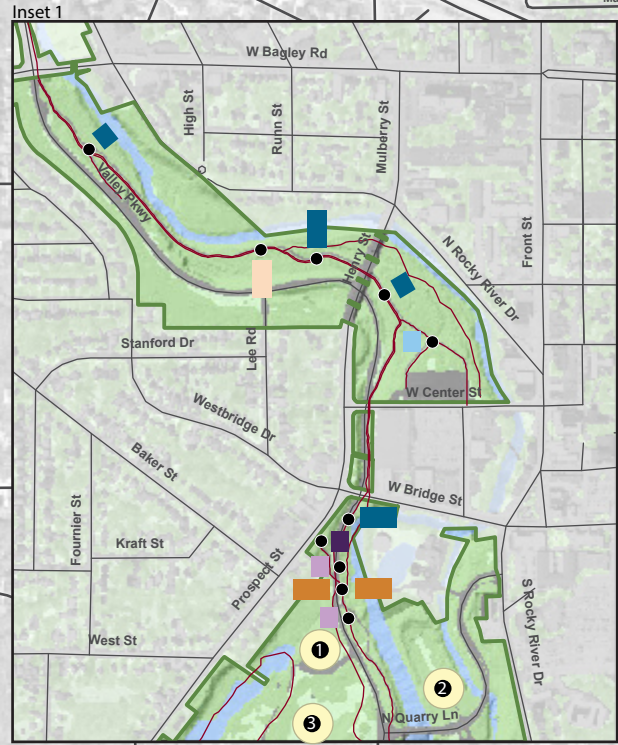 Inset 1
W Bagley Rd
High St
Runn St
Mulberry St
Valley Pkwy
Henry St
N Rocky River Dr
Front St
Stanford Dr
Lee Rd
W Center St
Westbridge Dr
Baker St
W Bridge St
Fournier St
Kraft St
Prospect St
S Rocky River Dr
West St
1
2
3
N Quarry Ln